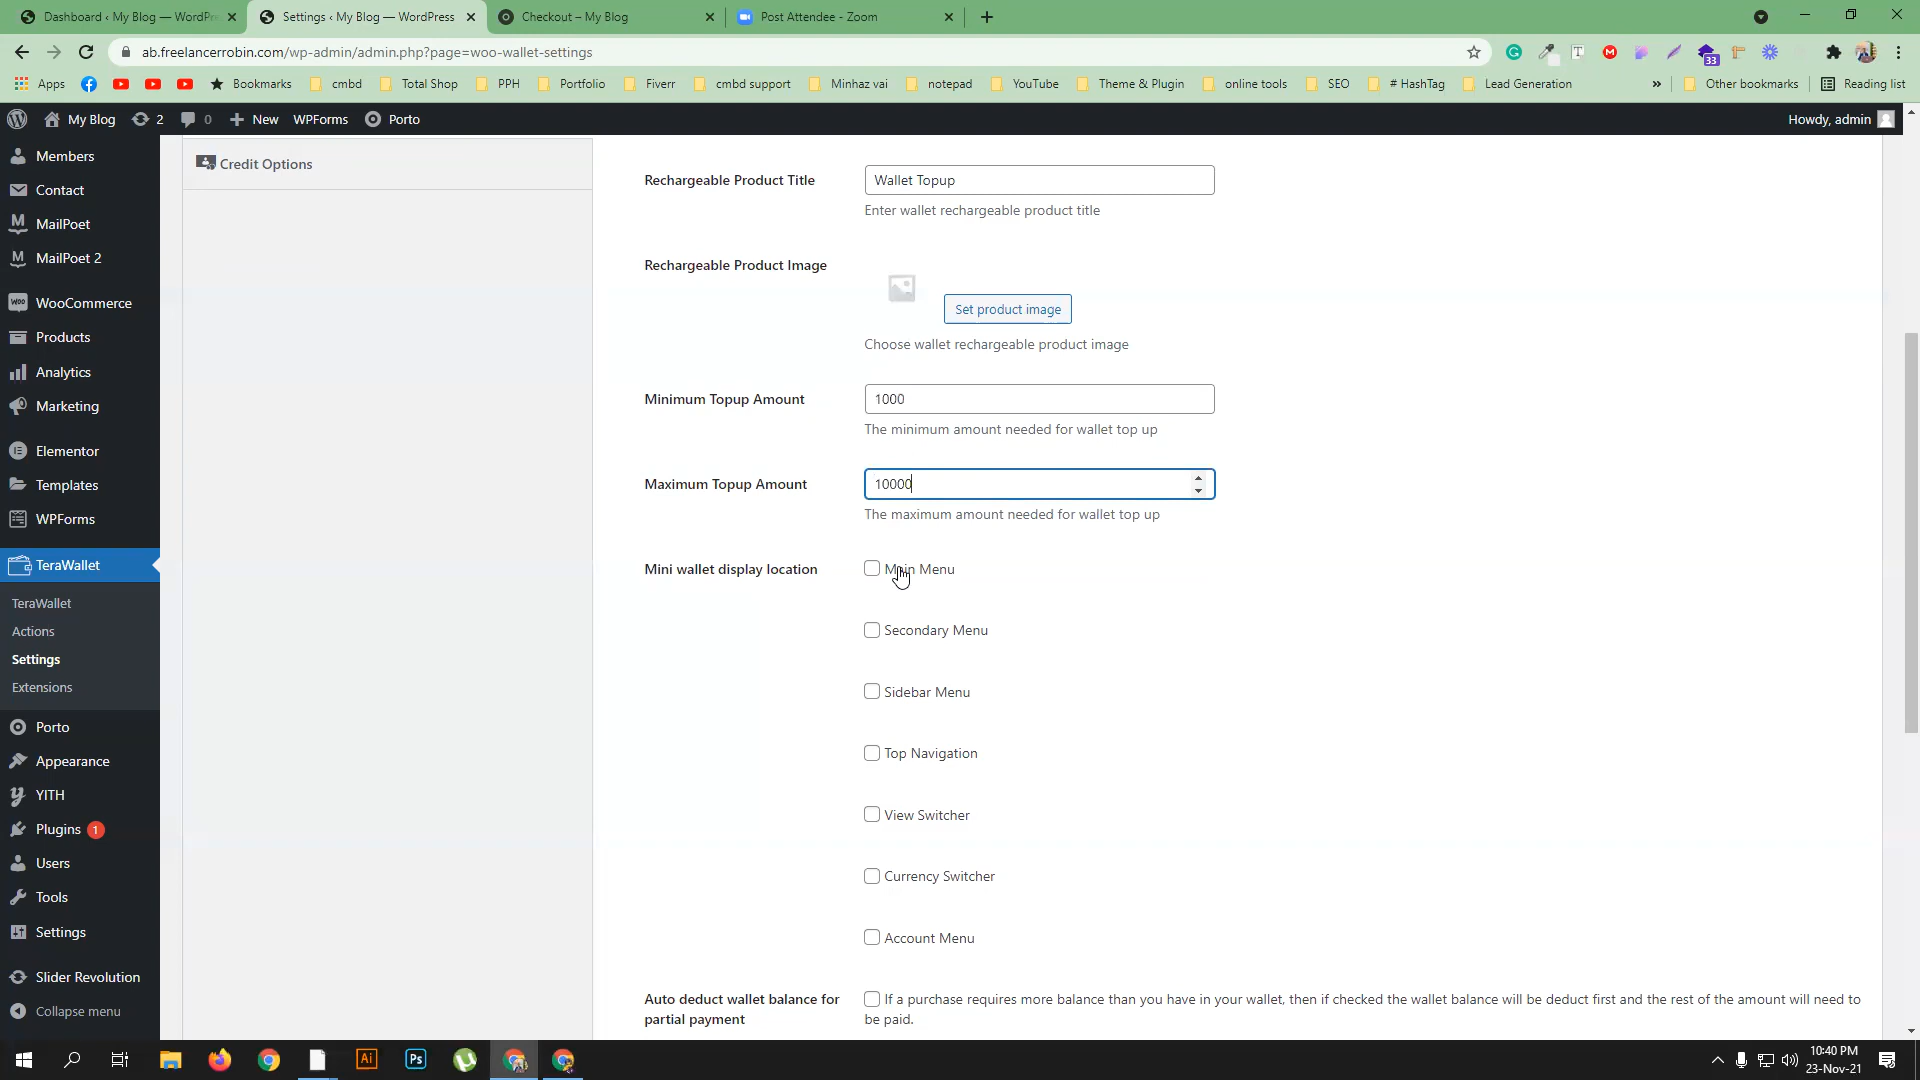 Dashboard ‹ My Blog — WordPr
Settings ‹ My Blog — WordPress
Checkout – My Blog
Post Attendee - Zoom
ab.freelancerrobin.com/wp-admin/admin.php?page=woo-wallet-settings
33
Apps
Bookmarks
cmbd
Total Shop
PPH
Portfolio
Fiverr
cmbd support
Minhaz vai
notepad
YouTube
Theme & Plugin
online tools
SEO
# HashTag
Lead Generation
»
Other bookmarks
Reading list
My Blog
2
0
New
WPForms
Porto
Howdy, admin
Members
Contact
MailPoet
MailPoet 2
WooCommerce
Products
Analytics
Marketing
Elementor
Templates
WPForms
TeraWallet
TeraWallet
Actions
Settings
Extensions
Porto
Appearance
YITH
Plugins 1
Users
Tools
Settings
Slider Revolution
Collapse menu
Credit Options
Rechargeable Product Title
Wallet Topup
Enter wallet rechargeable product title
Rechargeable Product Image
Set product image
Choose wallet rechargeable product image
Minimum Topup Amount
1000
The minimum amount needed for wallet top up
Maximum Topup Amount
10000
The maximum amount needed for wallet top up
Mini wallet display location
Main Menu
Secondary Menu
Sidebar Menu
Top Navigation
View Switcher
Currency Switcher
Account Menu
Auto deduct wallet balance for
partial payment
If a purchase requires more balance than you have in your wallet, then if checked the wallet balance will be deduct first and the rest of the amount will need to
be paid.
Ai
Ps
10:40 PM
23-Nov-21